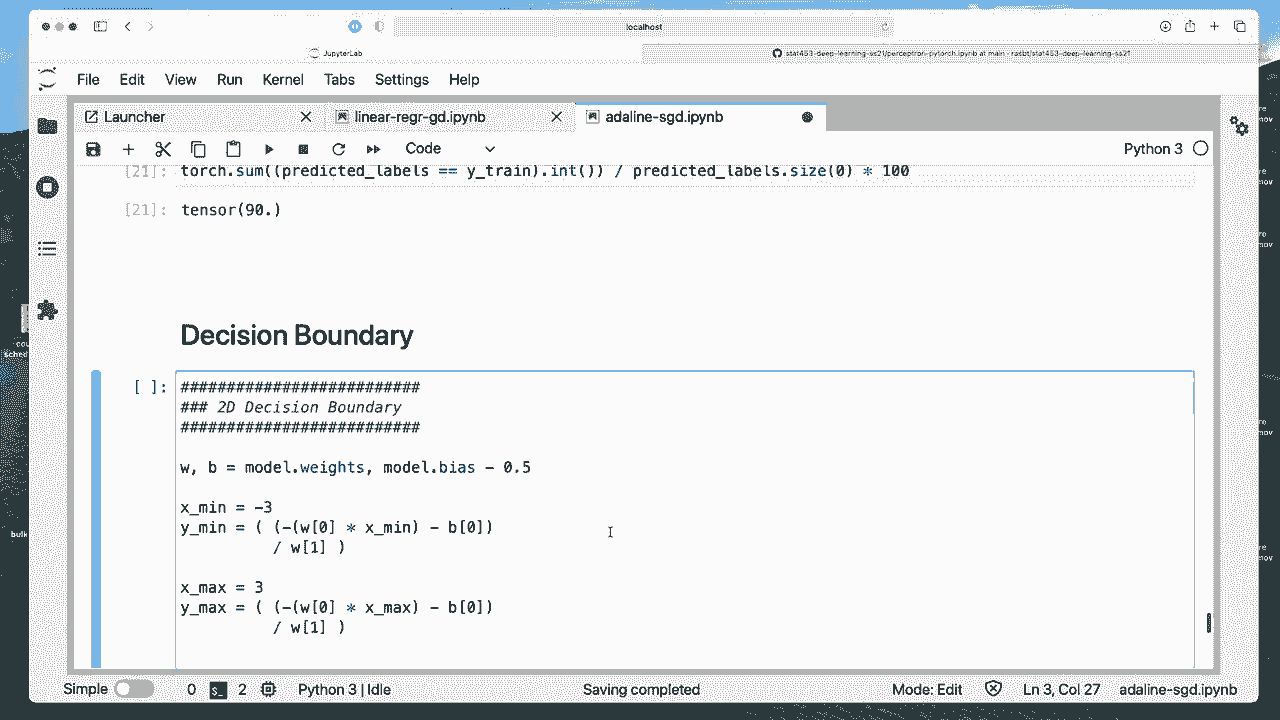 localhost
JupyterLab
stat453-deep-learning-ss21/perceptron-pytorch.ipynb at main · rasbt/stat453-deep-learning-ss21
File Edit View Run Kernel Tabs Settings Help
Launcher linear-regr-gd.ipynb adaline-sgd.ipynb
Code Python 3
[21]: torch.sum((predicted_labels == y_train).int()) / predicted_labels.size(0) * 100
[21]: tensor(90.)
Decision Boundary
[ ]: ##########################
### 2D Decision Boundary
##########################
w, b = model.weights, model.bias - 0.5
x_min = -3
y_min = ( (-(w[0] * x_min) - b[0])
/ w[1] )
x_max = 3
y_max = ( (-(w[0] * x_max) - b[0])
/ w[1] )
Simple 0 2 Python 3 | Idle Saving completed Mode: Edit Ln 3, Col 27 adaline-sgd.ipynb